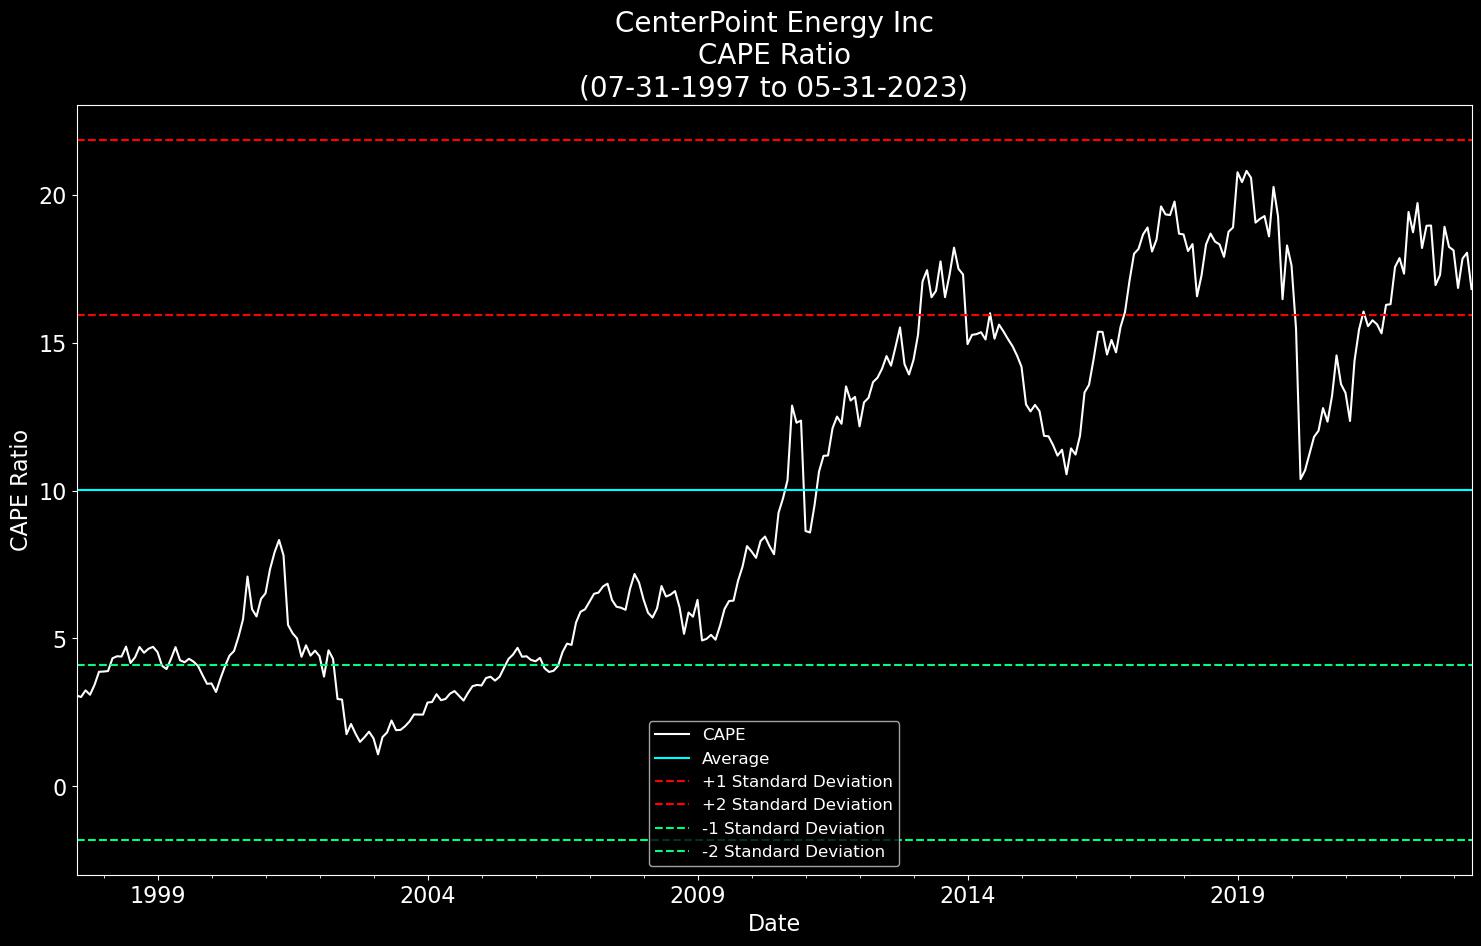 CenterPoint Energy Inc
CAPE Ratio
(07-31-1997 to 05-31-2023)
20
15
10
5
0
CAPE Ratio
CAPE
Average
+1 Standard Deviation
+2 Standard Deviation
-1 Standard Deviation
-2 Standard Deviation
1999
2004
2009
2014
2019
Date